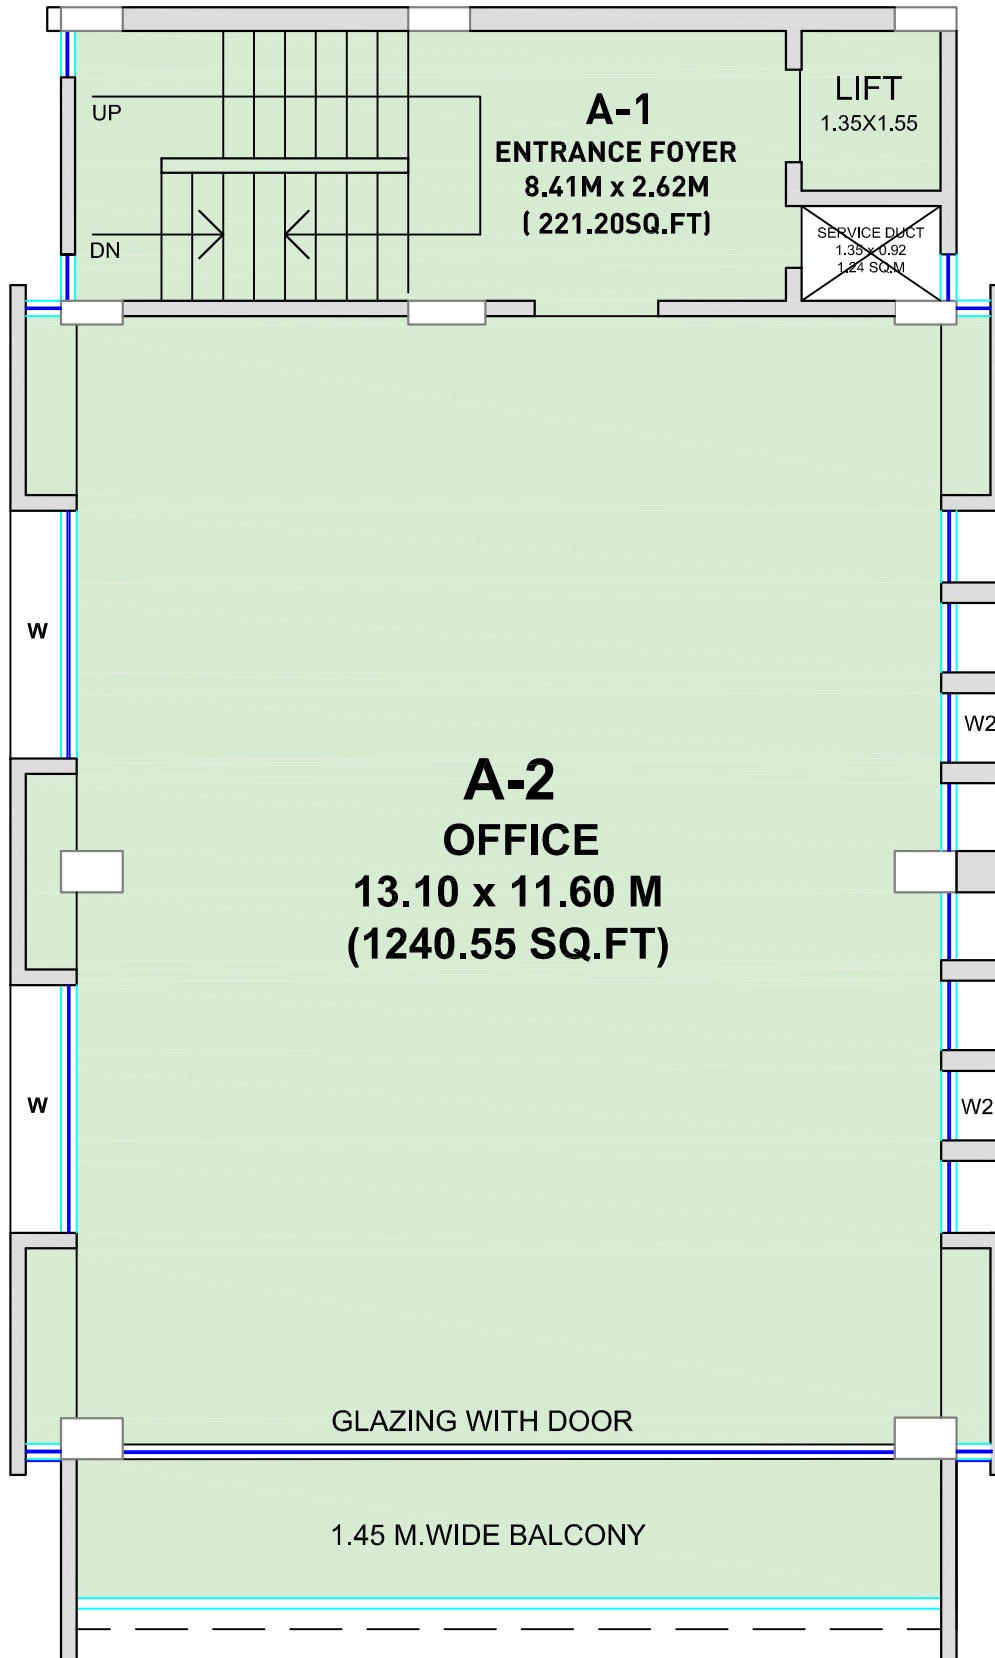 LIFT
1.35X1.55
UP
A-1
ENTRANCE FOYER
8.41M x 2.62M
( 221.20SQ.FT)
DN
SERVICE DUCT
1.35 x 0.92
1.24 SQ.M
W
W2
A-2
OFFICE
13.10 x 11.60 M
(1240.55 SQ.FT)
W
W2
GLAZING WITH DOOR
1.45 M.WIDE BALCONY